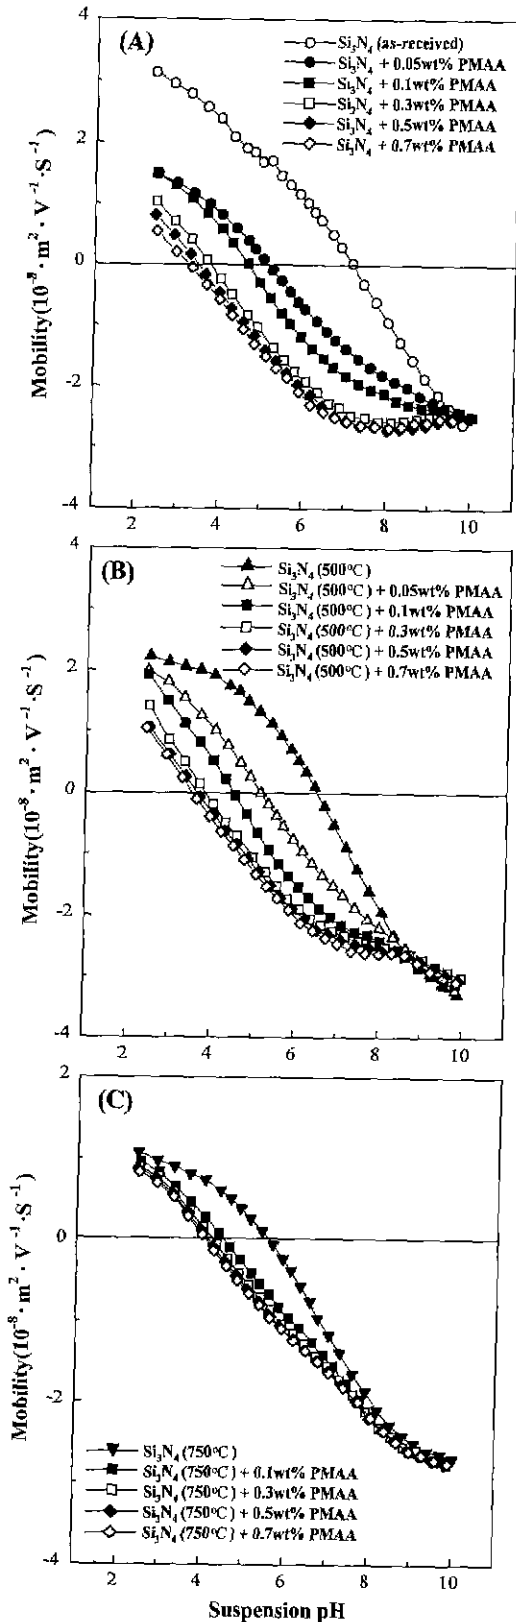 (A)
Si₃N₄ (as-received)
Si₃N₄ + 0.05wt% PMAA
Si₃N₄ + 0.1wt% PMAA
Si₃N₄ + 0.3wt% PMAA
Si₃N₄ + 0.5wt% PMAA
Si₃N₄ + 0.7wt% PMAA
4
2
0
-2
-4
Mobility(10⁻⁸ · m² · V⁻¹ · S⁻¹)
2 4 6 8 10
(B)
Si₃N₄ (500°C)
Si₃N₄ (500°C) + 0.05wt% PMAA
Si₃N₄ (500°C) + 0.1wt% PMAA
Si₃N₄ (500°C) + 0.3wt% PMAA
Si₃N₄ (500°C) + 0.5wt% PMAA
Si₃N₄ (500°C) + 0.7wt% PMAA
4
2
0
-2
-4
Mobility(10⁻⁸ · m² · V⁻¹ · S⁻¹)
2 4 6 8 10
(C)
2
0
-2
-4
Mobility(10⁻⁸ · m² · V⁻¹ · S⁻¹)
Si₃N₄ (750°C)
Si₃N₄ (750°C) + 0.1wt% PMAA
Si₃N₄ (750°C) + 0.3wt% PMAA
Si₃N₄ (750°C) + 0.5wt% PMAA
Si₃N₄ (750°C) + 0.7wt% PMAA
2 4 6 8 10
Suspension pH